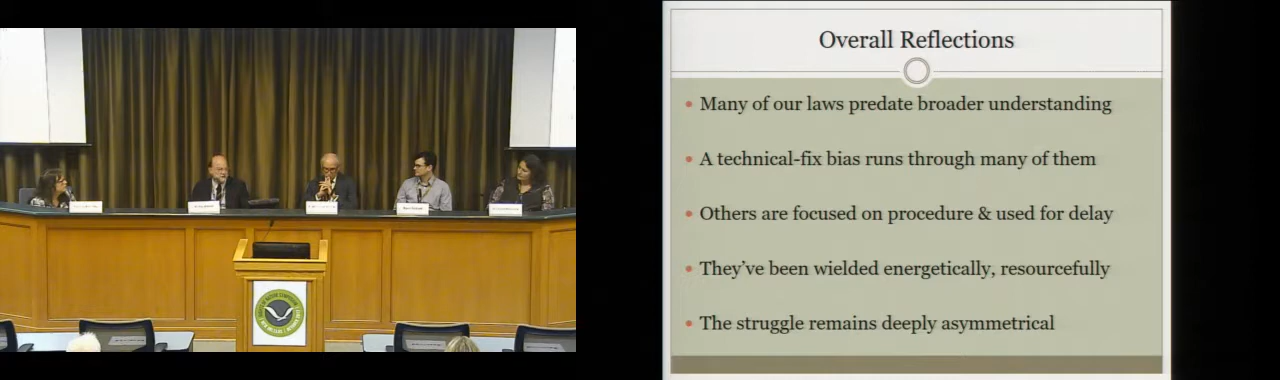 Overall Reflections
Many of our laws predate broader understanding
A technical-fix bias runs through many of them
Others are focused on procedure & used for delay
They've been wielded energetically, resourcefully
The struggle remains deeply asymmetrical